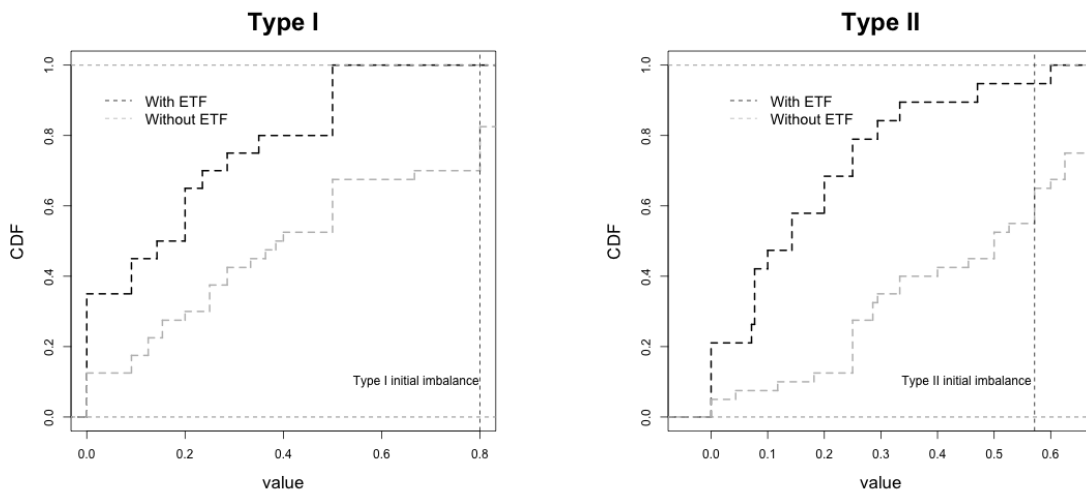 Type I
CDF
1.0
0.8
0.6
0.4
0.2
0.0
With ETF
Without ETF
Type I initial imbalance
0.0 0.2 0.4 0.6 0.8
value
Type II
CDF
1.0
0.8
0.6
0.4
0.2
0.0
With ETF
Without ETF
Type II initial imbalance
0.0 0.1 0.2 0.3 0.4 0.5 0.6
value